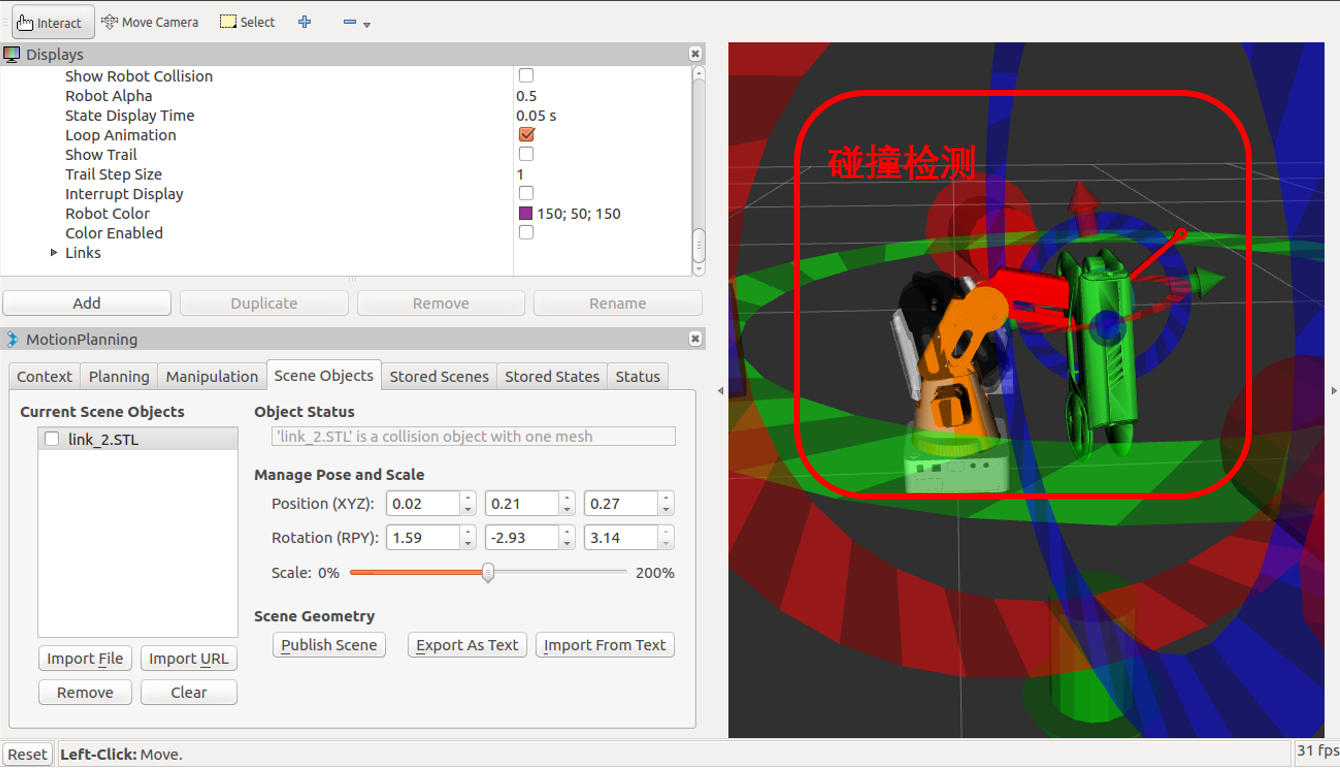 Interact Move Camera Select
Displays
Show Robot Collision
Robot Alpha 0.5
State Display Time 0.05 s
Loop Animation
Show Trail
Trail Step Size 1
Interrupt Display
Robot Color 150; 50; 150
Color Enabled
Links
Add Duplicate Remove Rename
MotionPlanning
Context Planning Manipulation Scene Objects Stored Scenes Stored States Status
Current Scene Objects
link_2.STL
Import File Import URL
Remove Clear
Object Status
'link_2.STL' is a collision object with one mesh
Manage Pose and Scale
Position (XYZ): 0.02 0.21 0.27
Rotation (RPY): 1.59 -2.93 3.14
Scale: 0% 200%
Scene Geometry
Publish Scene Export As Text Import From Text
碰撞检测
Reset Left-Click: Move. 31 fps